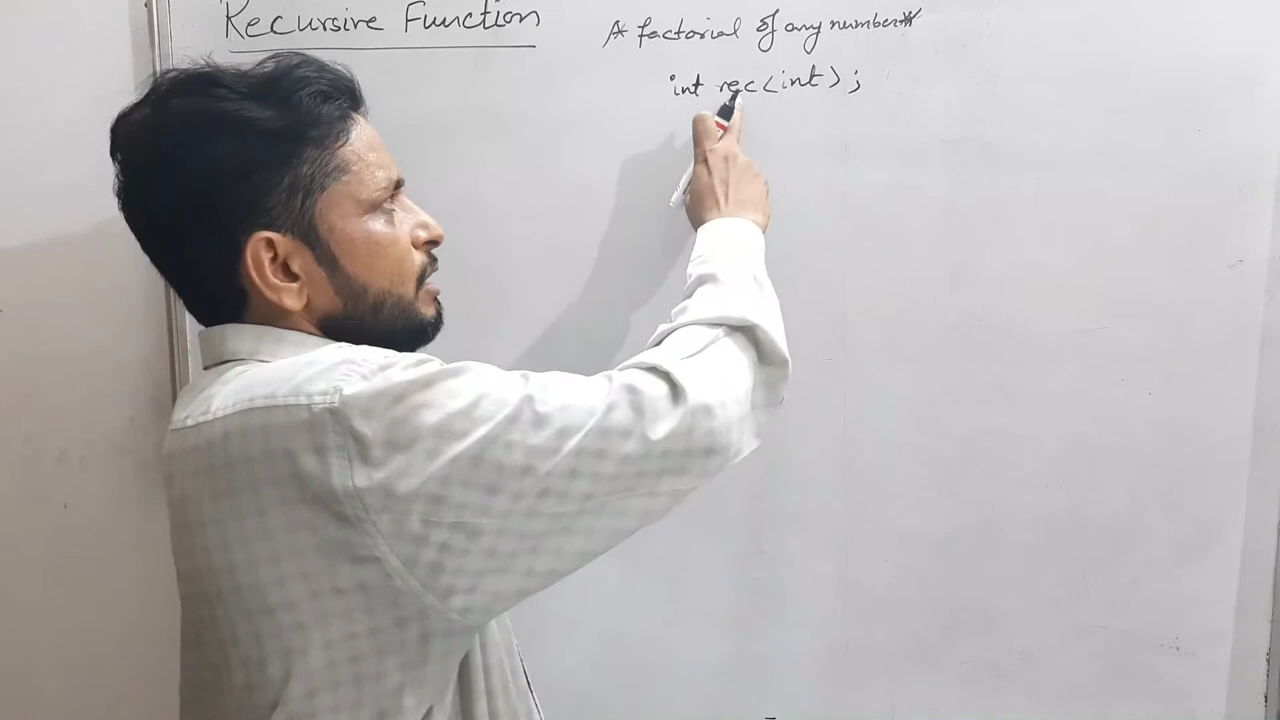 Recursive Function
/* factorial of any number */
int rec(int);